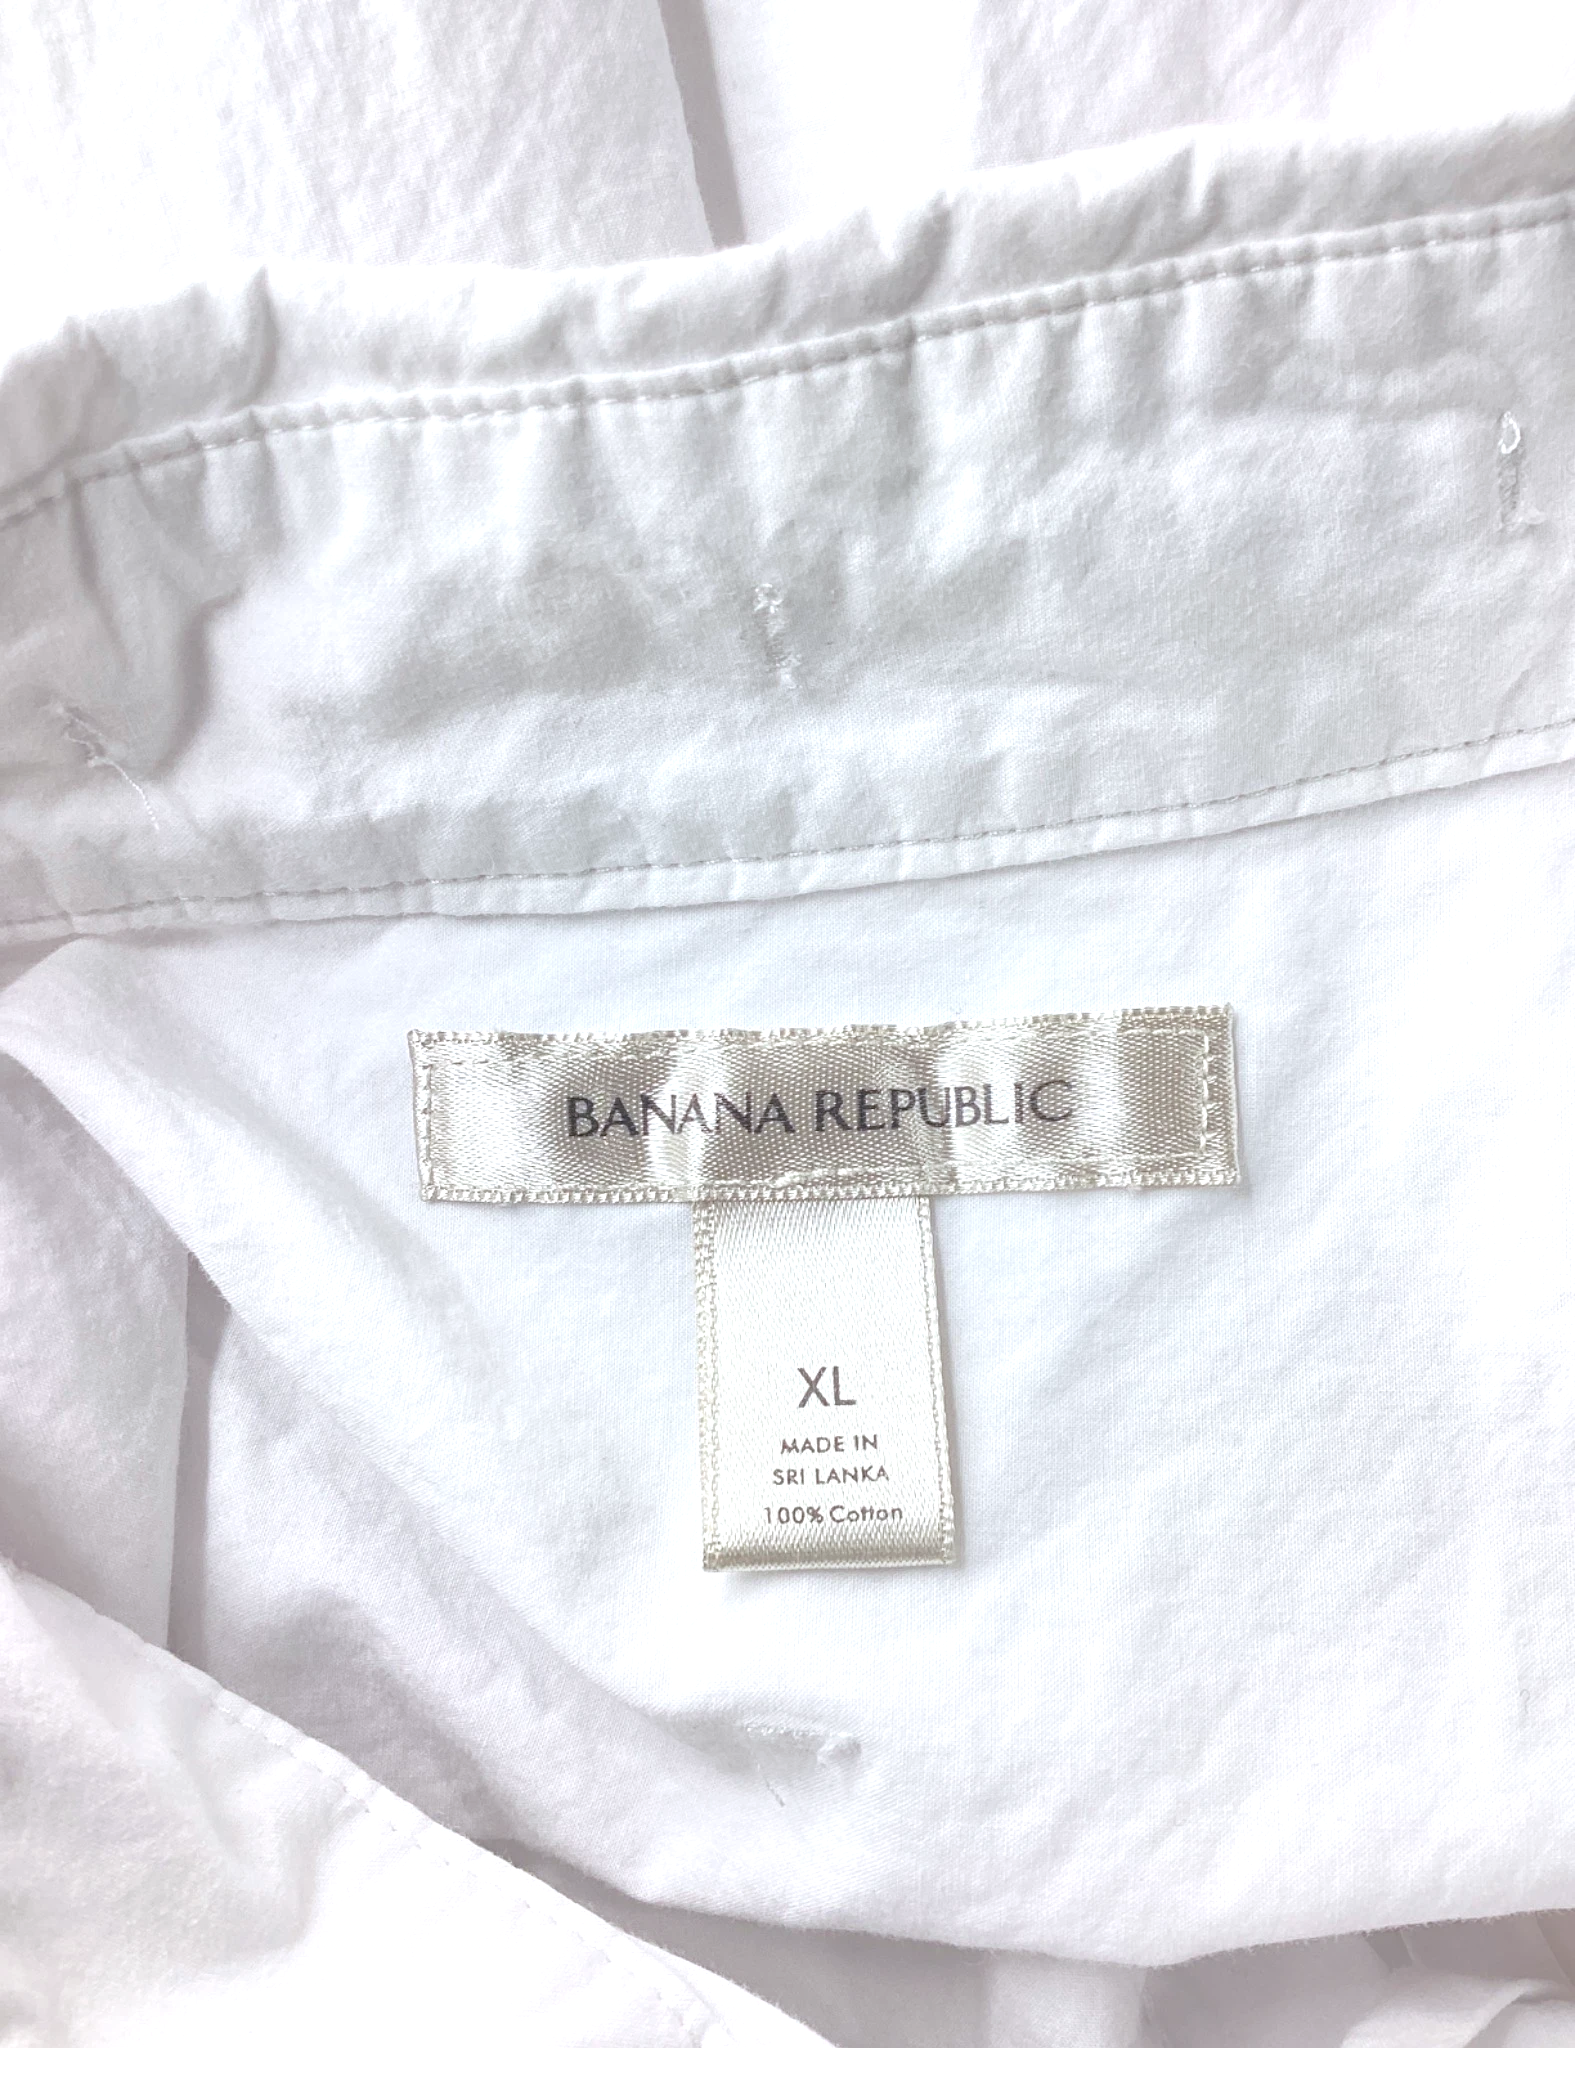 BANANA REPUBLIC
XL
MADE IN
SRI LANKA
100% Cotton